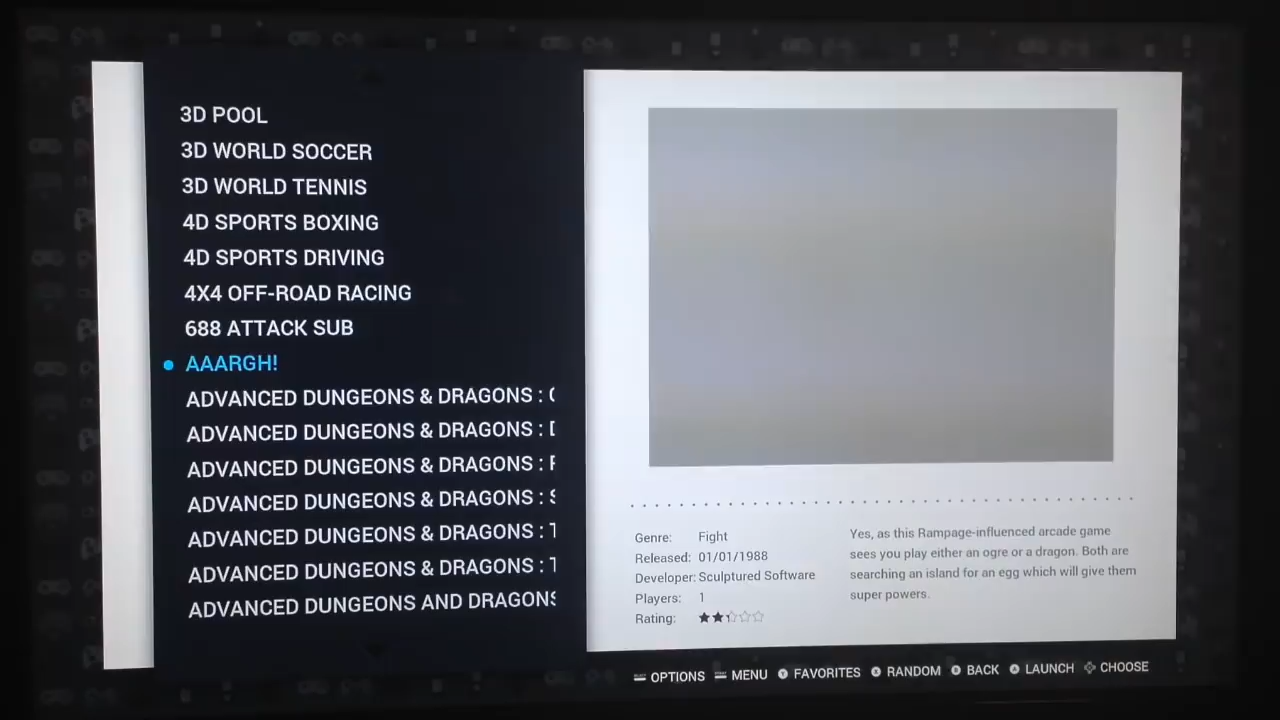 3D POOL
3D WORLD SOCCER
3D WORLD TENNIS
4D SPORTS BOXING
4D SPORTS DRIVING
4X4 OFF-ROAD RACING
688 ATTACK SUB
AAARGH!
ADVANCED DUNGEONS & DRAGONS :
ADVANCED DUNGEONS & DRAGONS :
ADVANCED DUNGEONS & DRAGONS :
ADVANCED DUNGEONS & DRAGONS :
ADVANCED DUNGEONS & DRAGONS : T
ADVANCED DUNGEONS & DRAGONS : T
ADVANCED DUNGEONS AND DRAGONS
Genre: Fight
Released: 01/01/1988
Developer: Sculptured Software
Players: 1
Rating:
Yes, as this Rampage-influenced arcade game
sees you play either an ogre or a dragon. Both are
searching an island for an egg which will give them
super powers.
OPTIONS MENU FAVORITES RANDOM BACK LAUNCH CHOOSE